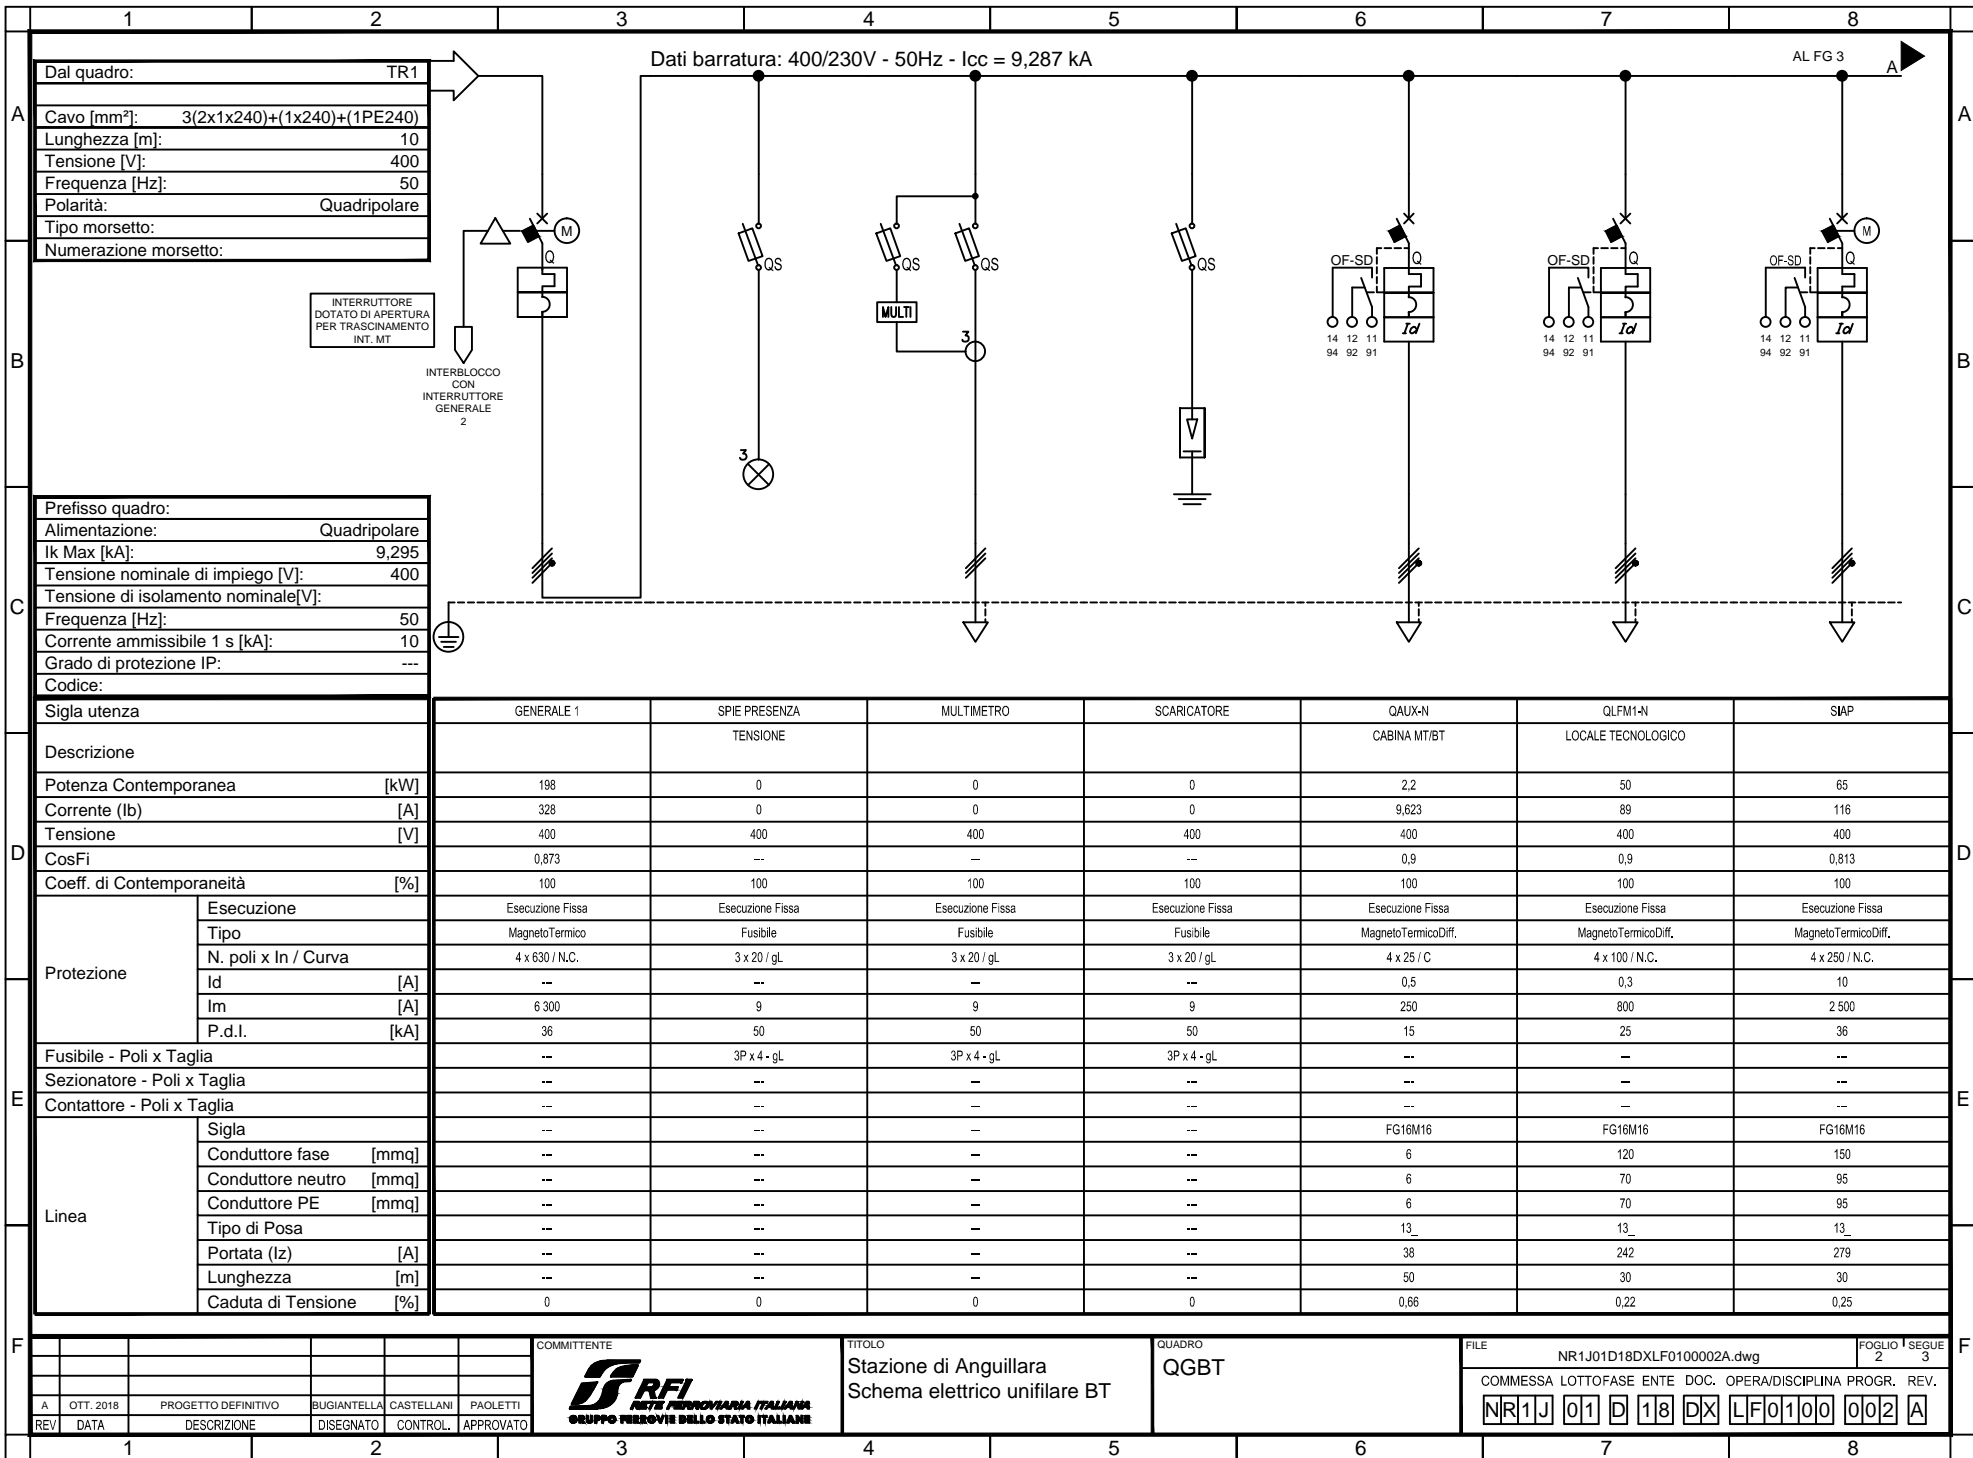 1 2 3 4 5 6 7 8
Dati barratura: 400/230V - 50Hz - Icc = 9,287 kA
AL FG 3
A
A
A
B
B
C
C
D
D
E
E
F
F
Dal quadro: TR1
Cavo [mm²]: 3(2x1x240)+(1x240)+(1PE240)
Lunghezza [m]: 10
Tensione [V]: 400
Frequenza [Hz]: 50
Polarità: Quadripolare
Tipo morsetto:
Numerazione morsetto:
M
Q
INTERRUTTORE
DOTATO DI APERTURA
PER TRASCINAMENTO
INT. MT
INTERBLOCCO
CON
INTERRUTTORE
GENERALE
2
QS
3
QS
QS
MULTI
3
QS
OF-SD
Q
Id
14 12 11
94 92 91
OF-SD
Q
Id
14 12 11
94 92 91
M
OF-SD
Q
Id
14 12 11
94 92 91
Prefisso quadro:
Alimentazione: Quadripolare
Ik Max [kA]: 9,295
Tensione nominale di impiego [V]: 400
Tensione di isolamento nominale[V]:
Frequenza [Hz]: 50
Corrente ammissibile 1 s [kA]: 10
Grado di protezione IP: ---
Codice:
Sigla utenza GENERALE 1 SPIE PRESENZA MULTIMETRO SCARICATORE QAUX-N QLFM1-N SIAP
Descrizione TENSIONE CABINA MT/BT LOCALE TECNOLOGICO
Potenza Contemporanea [kW] 198 0 0 0 2,2 50 65
Corrente (Ib) [A] 328 0 0 0 9,623 89 116
Tensione [V] 400 400 400 400 400 400 400
CosFi 0,873 --- --- --- 0,9 0,9 0,813
Coeff. di Contemporaneità [%] 100 100 100 100 100 100 100
Protezione
Esecuzione Esecuzione Fissa Esecuzione Fissa Esecuzione Fissa Esecuzione Fissa Esecuzione Fissa Esecuzione Fissa Esecuzione Fissa
Tipo MagnetoTermico Fusibile Fusibile Fusibile MagnetoTermicoDiff. MagnetoTermicoDiff. MagnetoTermicoDiff.
N. poli x In / Curva 4 x 630 / N.C. 3 x 20 / gL 3 x 20 / gL 3 x 20 / gL 4 x 25 / C 4 x 100 / N.C. 4 x 250 / N.C.
Id [A] --- --- --- --- 0,5 0,3 10
Im [A] 6 300 9 9 9 250 800 2 500
P.d.I. [kA] 36 50 50 50 15 25 36
Fusibile - Poli x Taglia --- 3P x 4 - gL 3P x 4 - gL 3P x 4 - gL --- --- ---
Sezionatore - Poli x Taglia --- --- --- --- --- --- ---
Contattore - Poli x Taglia --- --- --- --- --- --- ---
Linea
Sigla --- --- --- --- FG16M16 FG16M16 FG16M16
Conduttore fase [mmq] --- --- --- --- 6 120 150
Conduttore neutro [mmq] --- --- --- --- 6 70 95
Conduttore PE [mmq] --- --- --- --- 6 70 95
Tipo di Posa --- --- --- --- 13_ 13_ 13_
Portata (Iz) [A] --- --- --- --- 38 242 279
Lunghezza [m] --- --- --- --- 50 30 30
Caduta di Tensione [%] 0 0 0 0 0,66 0,22 0,25
A OTT. 2018 PROGETTO DEFINITIVO BUGIANTELLA CASTELLANI PAOLETTI
REV DATA DESCRIZIONE DISEGNATO CONTROL. APPROVATO
COMMITTENTE
RFI
RETE FERROVIARIA ITALIANA
GRUPPO FERROVIE DELLO STATO ITALIANE
TITOLO
Stazione di Anguillara
Schema elettrico unifilare BT
QUADRO
QGBT
FILE
NR1J01D18DXLF0100002A.dwg
FOGLIO SEGUE
2 3
COMMESSA LOTTO FASE ENTE DOC. OPERA/DISCIPLINA PROGR. REV.
NR1J 01 D 18 DX LF0100 002 A
1 2 3 4 5 6 7 8